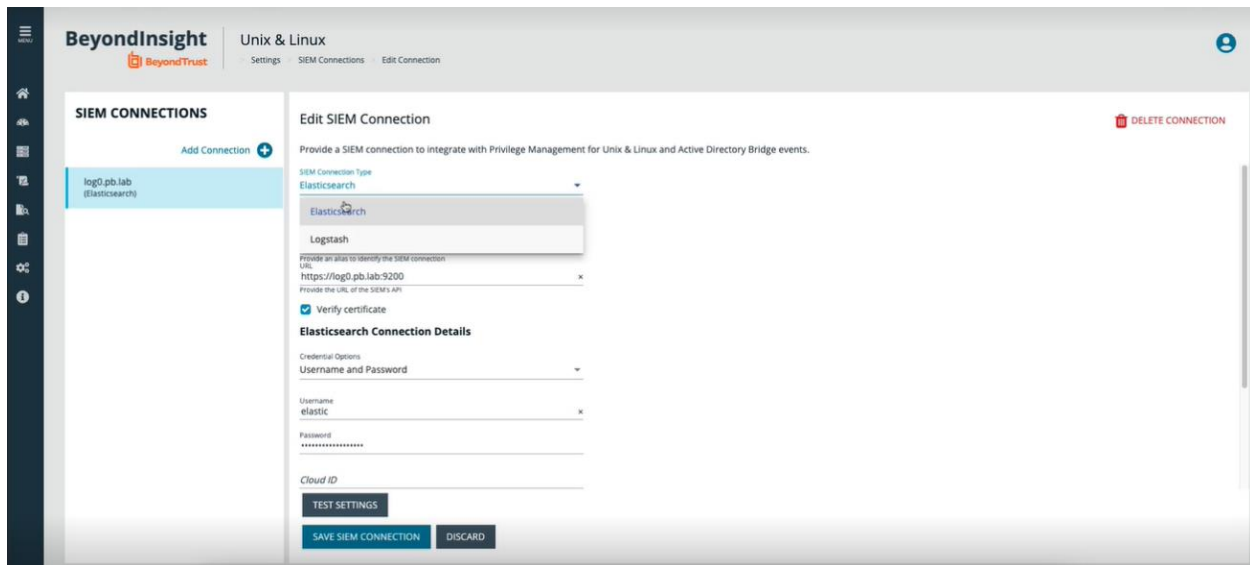 MENU
BeyondInsight
BeyondTrust
Unix & Linux
Settings SIEM Connections Edit Connection
SIEM CONNECTIONS
Add Connection
log0.pb.lab
(Elasticsearch)
Edit SIEM Connection
DELETE CONNECTION
Provide a SIEM connection to integrate with Privilege Management for Unix & Linux and Active Directory Bridge events.
SIEM Connection Type
Elasticsearch
Elasticsearch
Logstash
Provide an alias to identify the SIEM connection
URL
https://log0.pb.lab:9200
Provide the URL of the SIEM's API
Verify certificate
Elasticsearch Connection Details
Credential Options
Username and Password
Username
elastic
Password
Cloud ID
TEST SETTINGS
SAVE SIEM CONNECTION DISCARD